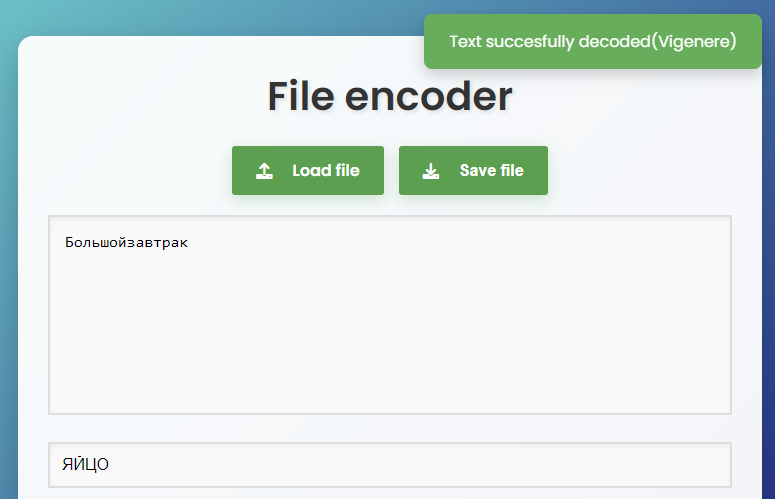 Text succesfully decoded(Vigenere)
File encoder
Load file
Save file
Большойзавтрак
ЯЙЦО